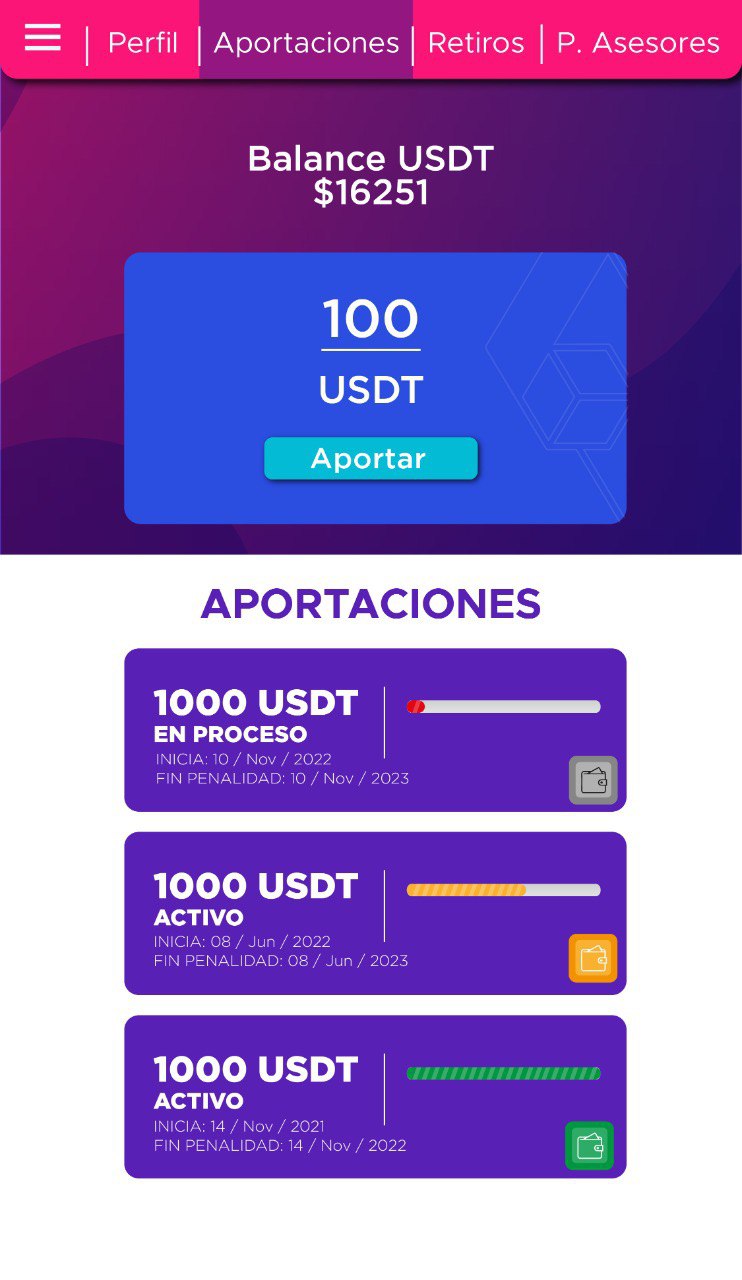 Perfil
Aportaciones
Retiros
P. Asesores
Balance USDT
$16251
100
USDT
Aportar
APORTACIONES
1000 USDT
EN PROCESO
INICIA: 10 / Nov / 2022
FIN PENALIDAD: 10 / Nov / 2023
1000 USDT
ACTIVO
INICIA: 08 / Jun / 2022
FIN PENALIDAD: 08 / Jun / 2023
1000 USDT
ACTIVO
INICIA: 14 / Nov / 2021
FIN PENALIDAD: 14 / Nov / 2022